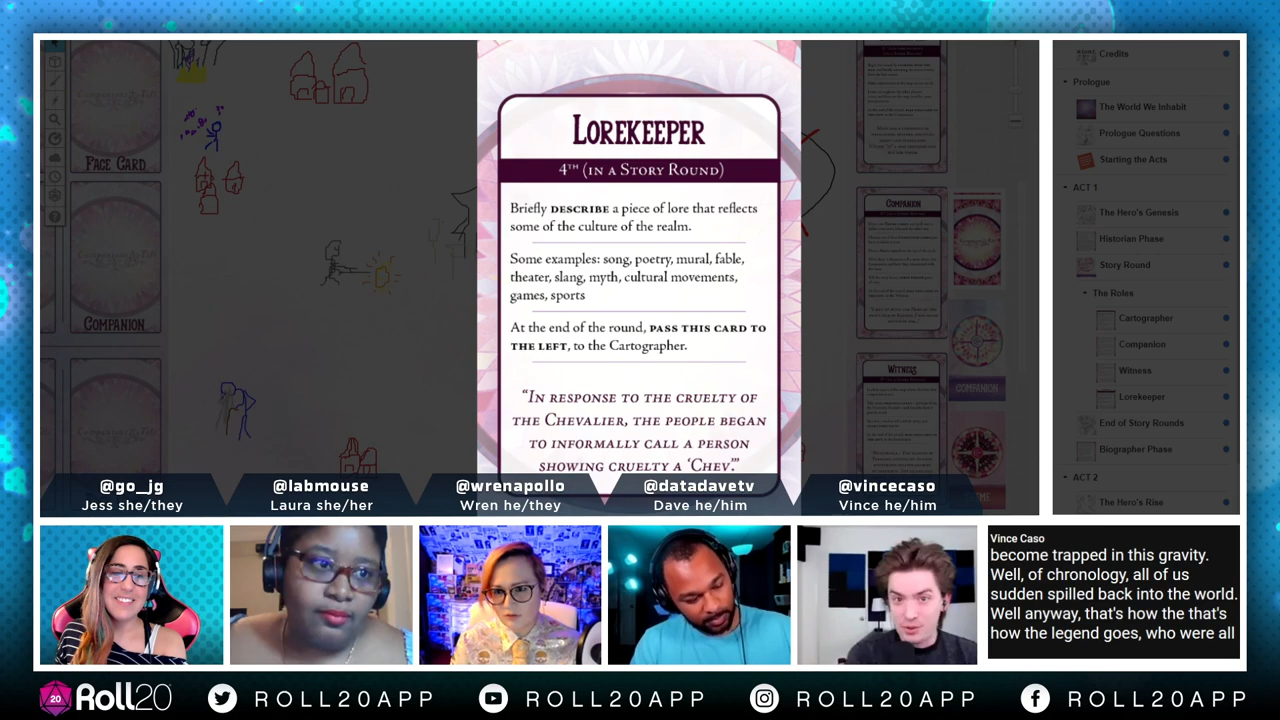 FACE CARD
COMPANION
LOREKEEPER
4TH (IN A STORY ROUND)
Briefly DESCRIBE a piece of lore that reflects
some of the culture of the realm.
Some examples: song, poetry, mural, fable,
theater, slang, myth, cultural movements,
games, sports
At the end of the round, PASS THIS CARD TO
THE LEFT, to the Cartographer.
“IN RESPONSE TO THE CRUELTY OF
THE CHEVALIER, THE PEOPLE BEGAN
TO INFORMALLY CALL A PERSON
SHOWING CRUELTY A ‘CHEV.’”
COMPANION
WITNESS
COMPANION
Credits
Prologue
The World We Inhabit
Prologue Questions
Starting the Acts
ACT 1
The Hero's Genesis
Historian Phase
Story Round
The Roles
Cartographer
Companion
Witness
Lorekeeper
End of Story Rounds
Biographer Phase
ACT 2
The Hero's Rise
@go_jg
Jess she/they
@labmouse
Laura she/her
@wrenapollo
Wren he/they
@datadavetv
Dave he/him
@vincecaso
Vince he/him
Vince Caso
become trapped in this gravity.
Well, of chronology, all of us
sudden spilled back into the world.
Well anyway, that's how the that's
how the legend goes, who were all
20 Roll20
ROLL20APP
ROLL20APP
ROLL20APP
ROLL20APP